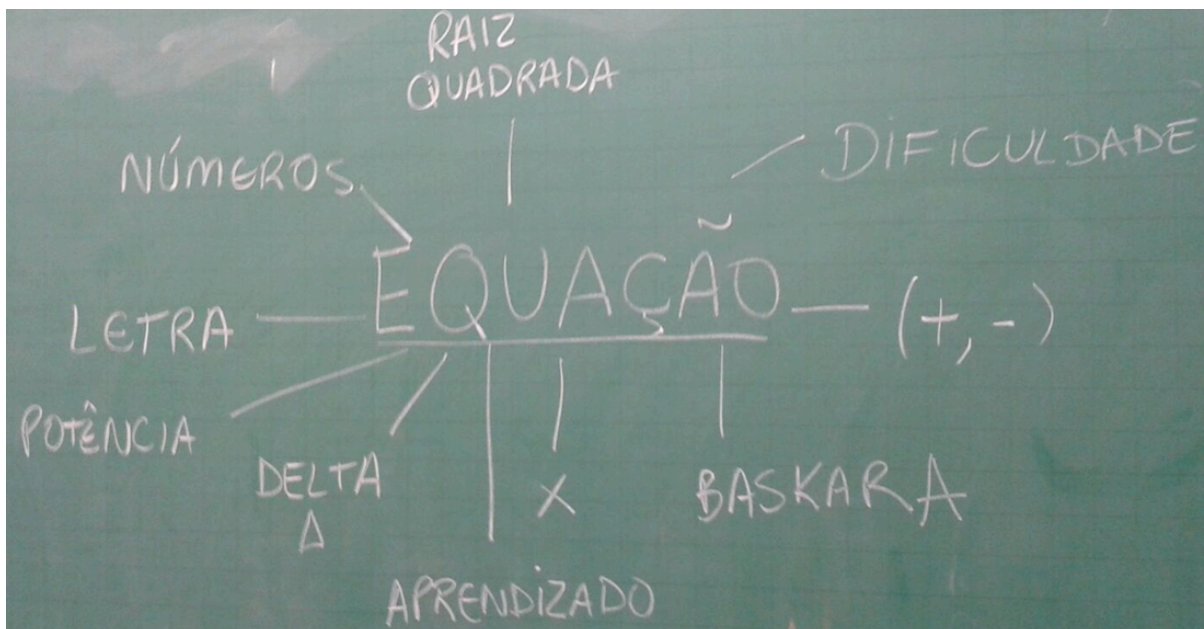 RAIZ
QUADRADA
DIFICULDADE
NÚMEROS
EQUAÇÃO
(+, -)
LETRA
POTÊNCIA
DELTA
Δ
X
BASKARA
APRENDIZADO